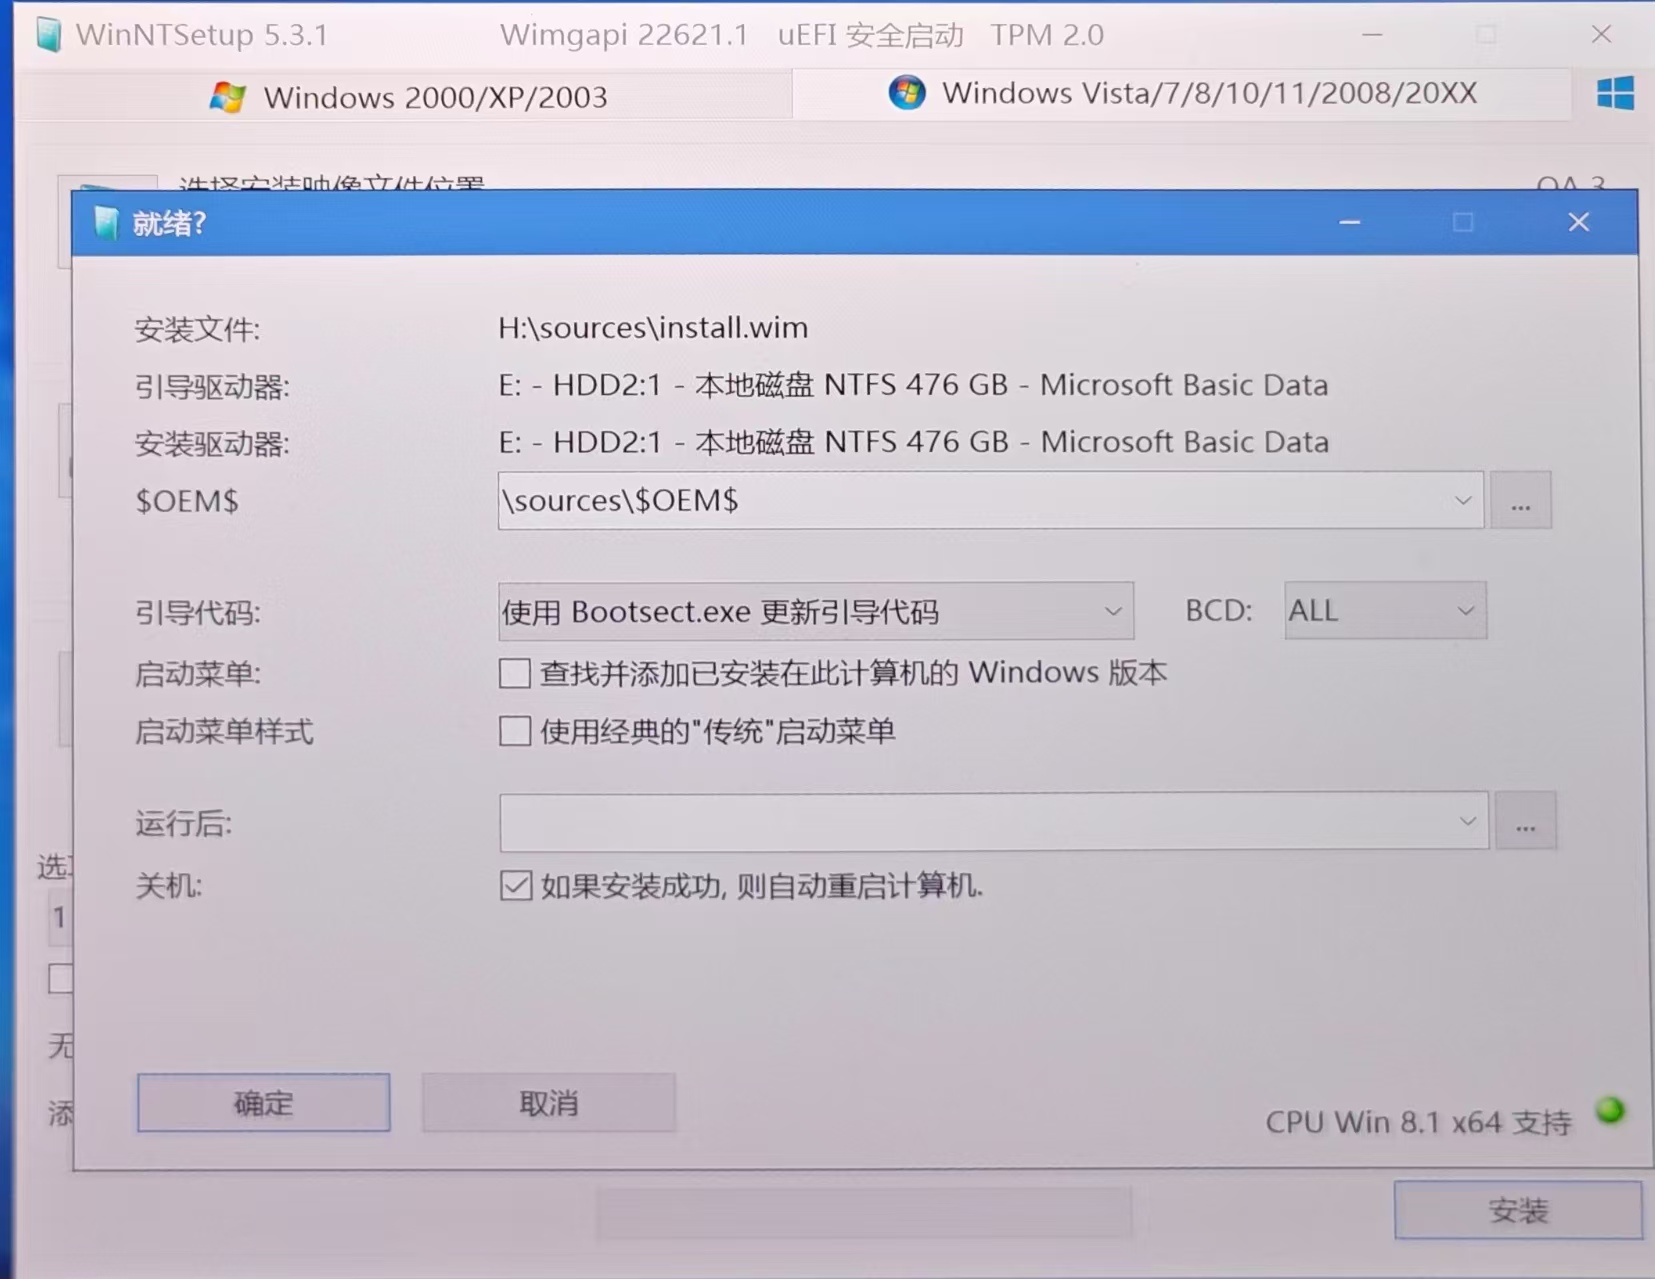 WinNTSetup 5.3.1 Wimgapi 22621.1 uEFI 安全启动 TPM 2.0
Windows 2000/XP/2003 Windows Vista/7/8/10/11/2008/20XX
选择安装映像文件位置
就绪?
安装文件: H:\sources\install.wim
引导驱动器: E: - HDD2:1 - 本地磁盘 NTFS 476 GB - Microsoft Basic Data
安装驱动器: E: - HDD2:1 - 本地磁盘 NTFS 476 GB - Microsoft Basic Data
$OEM$ \sources\$OEM$ ...
引导代码: 使用 Bootsect.exe 更新引导代码 BCD: ALL
启动菜单: 查找并添加已安装在此计算机的 Windows 版本
启动菜单样式 使用经典的"传统"启动菜单
运行后: ...
选
关机: 如果安装成功, 则自动重启计算机.
1
无
确定 取消
添
CPU Win 8.1 x64 支持
安装